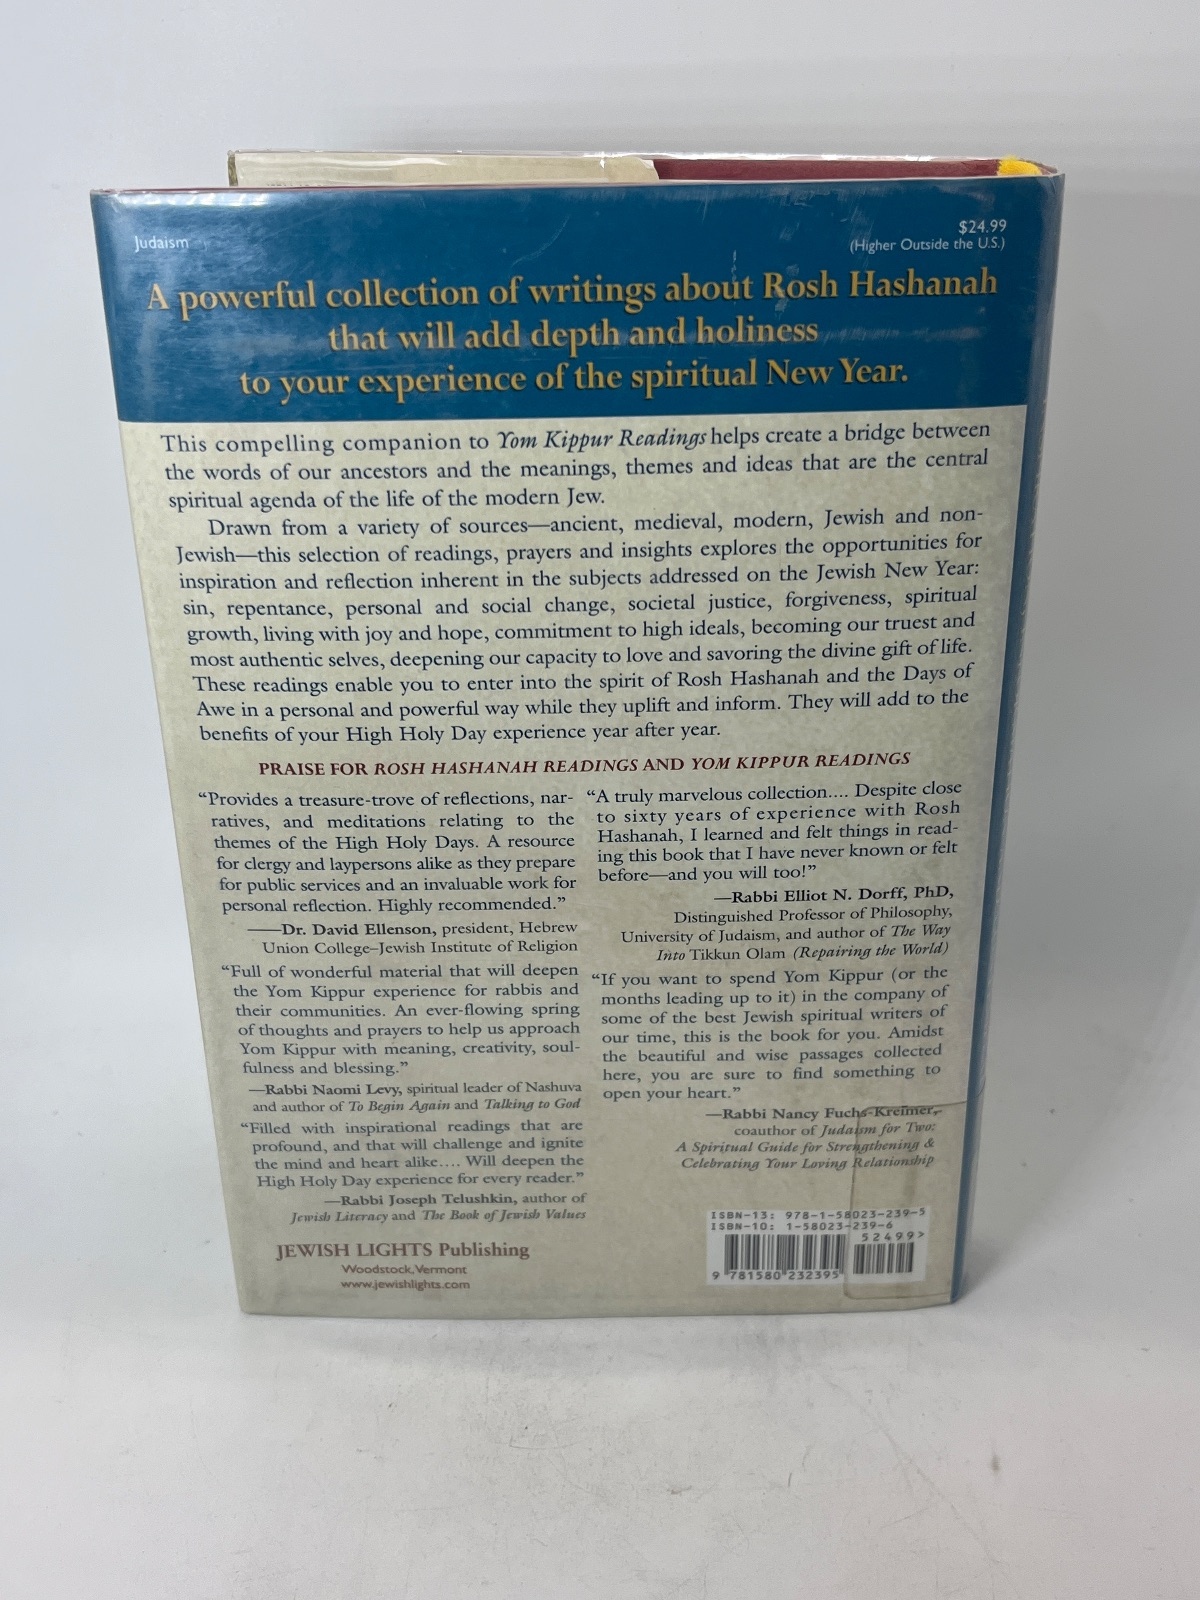 Judaism
$24.99
(Higher Outside the U.S.)
A powerful collection of writings about Rosh Hashanah
that will add depth and holiness
to your experience of the spiritual New Year.
This compelling companion to Yom Kippur Readings helps create a bridge between
the words of our ancestors and the meanings, themes and ideas that are the central
spiritual agenda of the life of the modern Jew.
Drawn from a variety of sources—ancient, medieval, modern, Jewish and non-
Jewish—this selection of readings, prayers and insights explores the opportunities for
inspiration and reflection inherent in the subjects addressed on the Jewish New Year:
sin, repentance, personal and social change, societal justice, forgiveness, spiritual
growth, living with joy and hope, commitment to high ideals, becoming our truest and
most authentic selves, deepening our capacity to love and savoring the divine gift of life.
These readings enable you to enter into the spirit of Rosh Hashanah and the Days of
Awe in a personal and powerful way while they uplift and inform. They will add to the
benefits of your High Holy Day experience year after year.
PRAISE FOR ROSH HASHANAH READINGS AND YOM KIPPUR READINGS
“Provides a treasure-trove of reflections, nar-
ratives, and meditations relating to the
themes of the High Holy Days. A resource
for clergy and laypersons alike as they prepare
for public services and an invaluable work for
personal reflection. Highly recommended.”
——Dr. David Ellenson, president, Hebrew
Union College–Jewish Institute of Religion
“Full of wonderful material that will deepen
the Yom Kippur experience for rabbis and
their communities. An ever-flowing spring
of thoughts and prayers to help us approach
Yom Kippur with meaning, creativity, soul-
fulness and blessing.”
—Rabbi Naomi Levy, spiritual leader of Nashuva
and author of To Begin Again and Talking to God
“Filled with inspirational readings that are
profound, and that will challenge and ignite
the mind and heart alike.... Will deepen the
High Holy Day experience for every reader.”
—Rabbi Joseph Telushkin, author of
Jewish Literacy and The Book of Jewish Values
“A truly marvelous collection.... Despite close
to sixty years of experience with Rosh
Hashanah, I learned and felt things in read-
ing this book that I have never known or felt
before—and you will too!”
—Rabbi Elliot N. Dorff, PhD,
Distinguished Professor of Philosophy,
University of Judaism, and author of The Way
Into Tikkun Olam (Repairing the World)
“If you want to spend Yom Kippur (or the
months leading up to it) in the company of
some of the best Jewish spiritual writers of
our time, this is the book for you. Amidst
the beautiful and wise passages collected
here, you are sure to find something to
open your heart.”
—Rabbi Nancy Fuchs-Kreimer,
coauthor of Judaism for Two:
A Spiritual Guide for Strengthening &
Celebrating Your Loving Relationship
JEWISH LIGHTS Publishing
Woodstock, Vermont
www.jewishlights.com
ISBN-13: 978-1-58023-239-5
ISBN-10: 1-58023-239-6
52499>
9 781580 232395